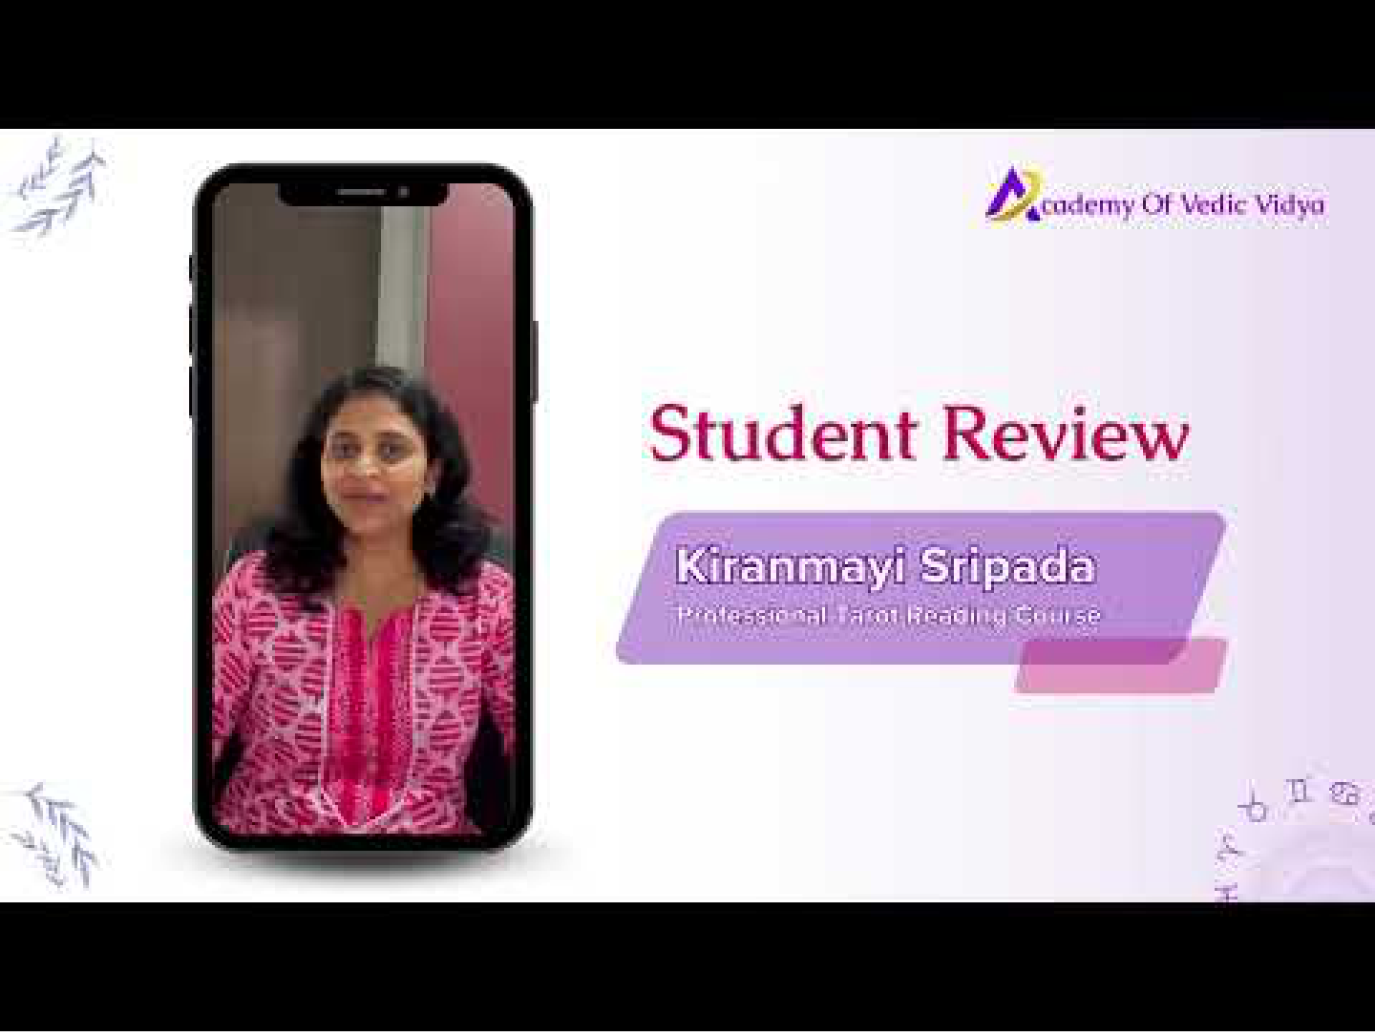 Academy Of Vedic Vidya
Student Review
Kiranmayi Sripada
Professional Tarot Reading Course